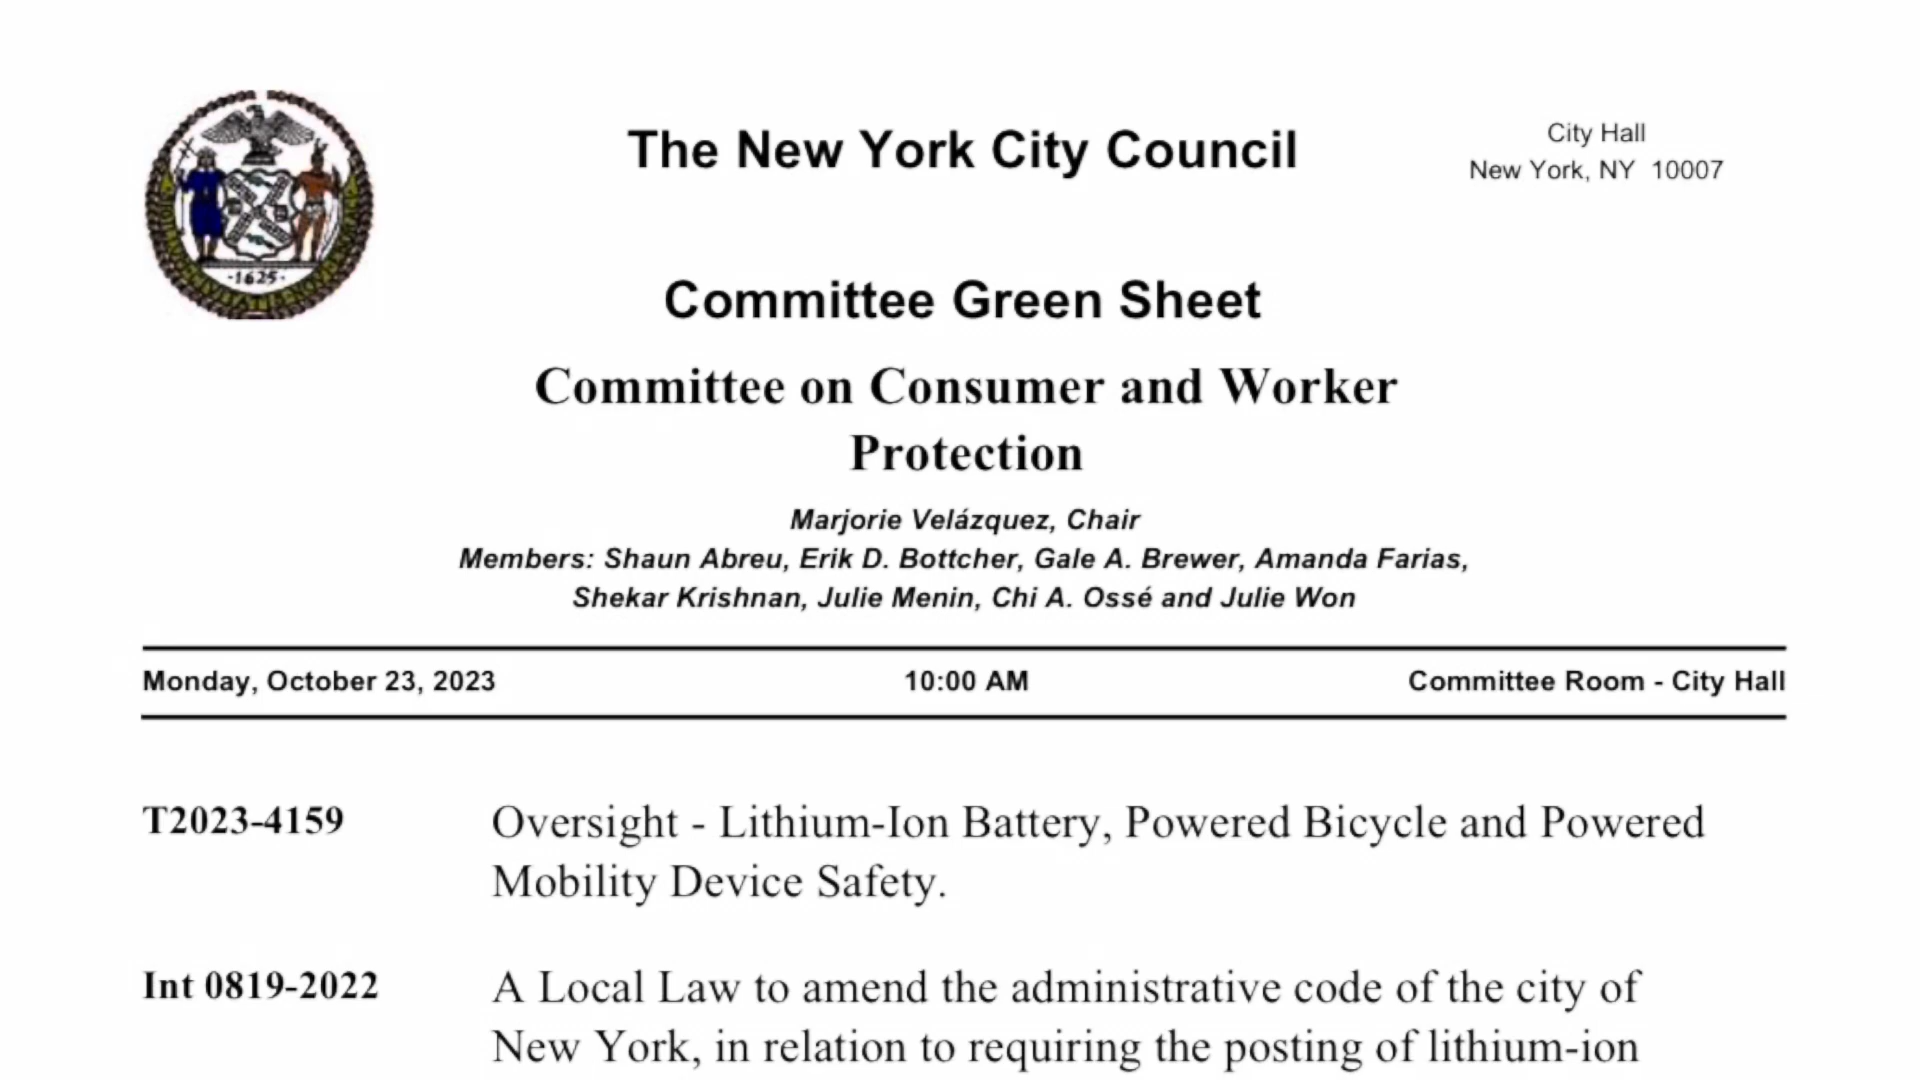 The New York City Council
City Hall
New York, NY 10007
·1625·
Committee Green Sheet
Committee on Consumer and Worker
Protection
Marjorie Velázquez, Chair
Members: Shaun Abreu, Erik D. Bottcher, Gale A. Brewer, Amanda Farias,
Shekar Krishnan, Julie Menin, Chi A. Ossé and Julie Won
Monday, October 23, 2023 10:00 AM Committee Room - City Hall
T2023-4159 Oversight - Lithium-Ion Battery, Powered Bicycle and Powered
Mobility Device Safety.
Int 0819-2022 A Local Law to amend the administrative code of the city of
New York, in relation to requiring the posting of lithium-ion